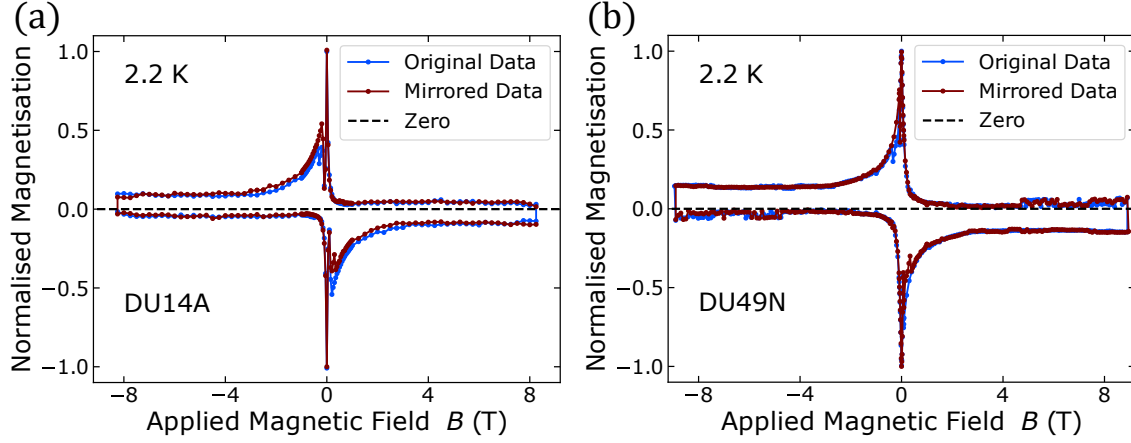 (a)
2.2 K
Original Data
Mirrored Data
Zero
DU14A
Normalised Magnetisation
1.0
0.5
0.0
−0.5
−1.0
−8
−4
0
4
8
Applied Magnetic Field B (T)
(b)
2.2 K
Original Data
Mirrored Data
Zero
DU49N
Normalised Magnetisation
1.0
0.5
0.0
−0.5
−1.0
−8
−4
0
4
8
Applied Magnetic Field B (T)